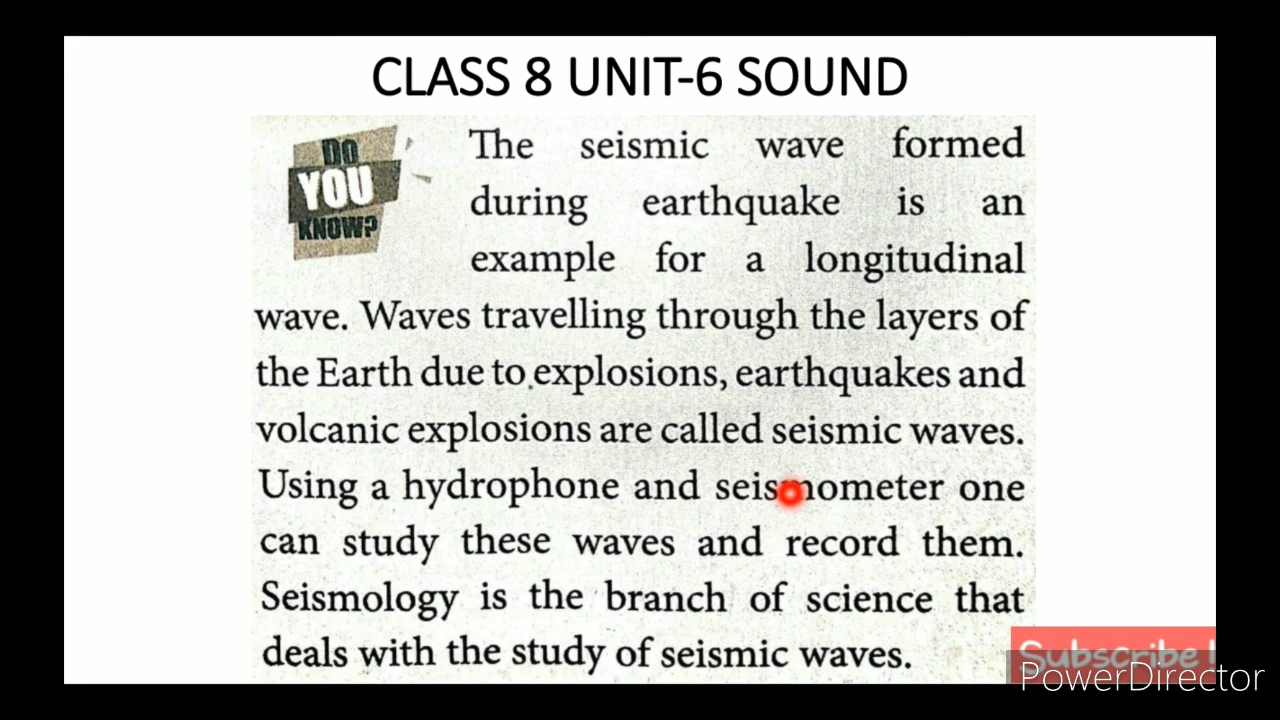 CLASS 8 UNIT-6 SOUND
DO
YOU
KNOW?
The seismic wave formed
during earthquake is an
example for a longitudinal
wave. Waves travelling through the layers of
the Earth due to explosions, earthquakes and
volcanic explosions are called seismic waves.
Using a hydrophone and seismometer one
can study these waves and record them.
Seismology is the branch of science that
deals with the study of seismic waves.
Subscribe
PowerDirector